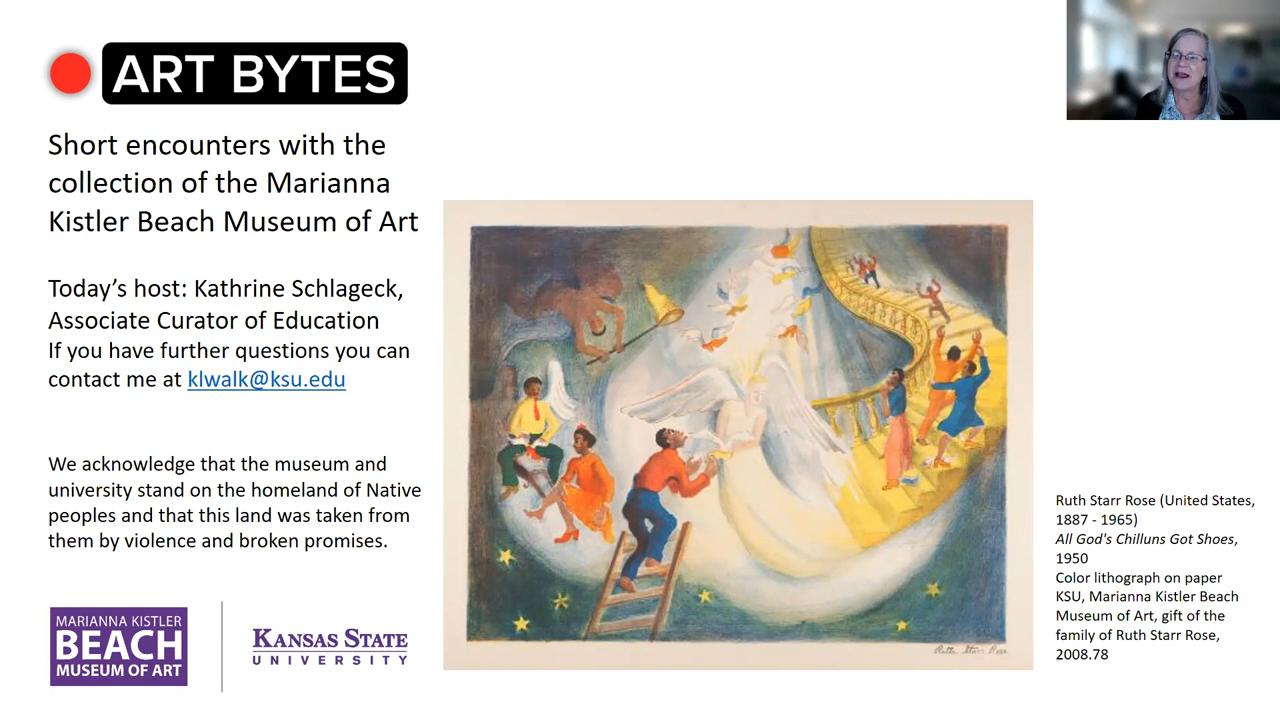 ART BYTES
Short encounters with the
collection of the Marianna
Kistler Beach Museum of Art
Today's host: Kathrine Schlageck,
Associate Curator of Education
If you have further questions you can
contact me at klwalk@ksu.edu
We acknowledge that the museum and
university stand on the homeland of Native
peoples and that this land was taken from
them by violence and broken promises.
MARIANNA KISTLER
BEACH
MUSEUM OF ART
KANSAS STATE
UNIVERSITY
Ruth Starr Rose
Ruth Starr Rose (United States,
1887 - 1965)
All God's Chilluns Got Shoes,
1950
Color lithograph on paper
KSU, Marianna Kistler Beach
Museum of Art, gift of the
family of Ruth Starr Rose,
2008.78